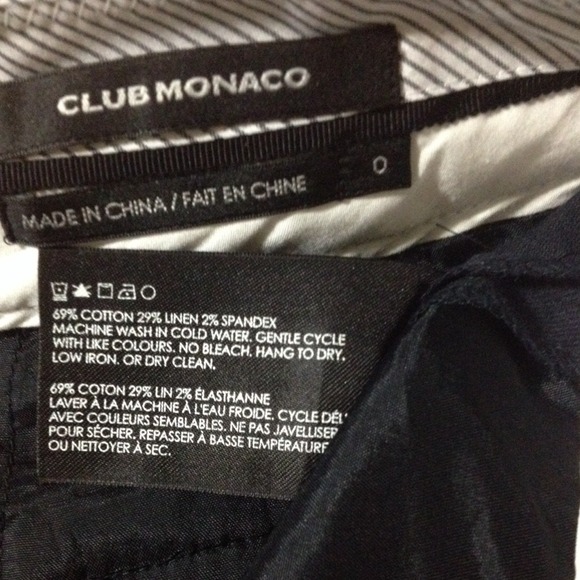 CLUB MONACO
MADE IN CHINA / FAIT EN CHINE 0
69% COTTON 29% LINEN 2% SPANDEX
MACHINE WASH IN COLD WATER. GENTLE CYCLE
WITH LIKE COLOURS. NO BLEACH. HANG TO DRY.
LOW IRON. OR DRY CLEAN.
69% COTON 29% LIN 2% ÉLASTHANNE
LAVER À LA MACHINE À L'EAU FROIDE. CYCLE DÉL
AVEC COULEURS SEMBLABLES. NE PAS JAVELLISER
POUR SÉCHER. REPASSER À BASSE TEMPÉRATURE
OU NETTOYER À SEC.